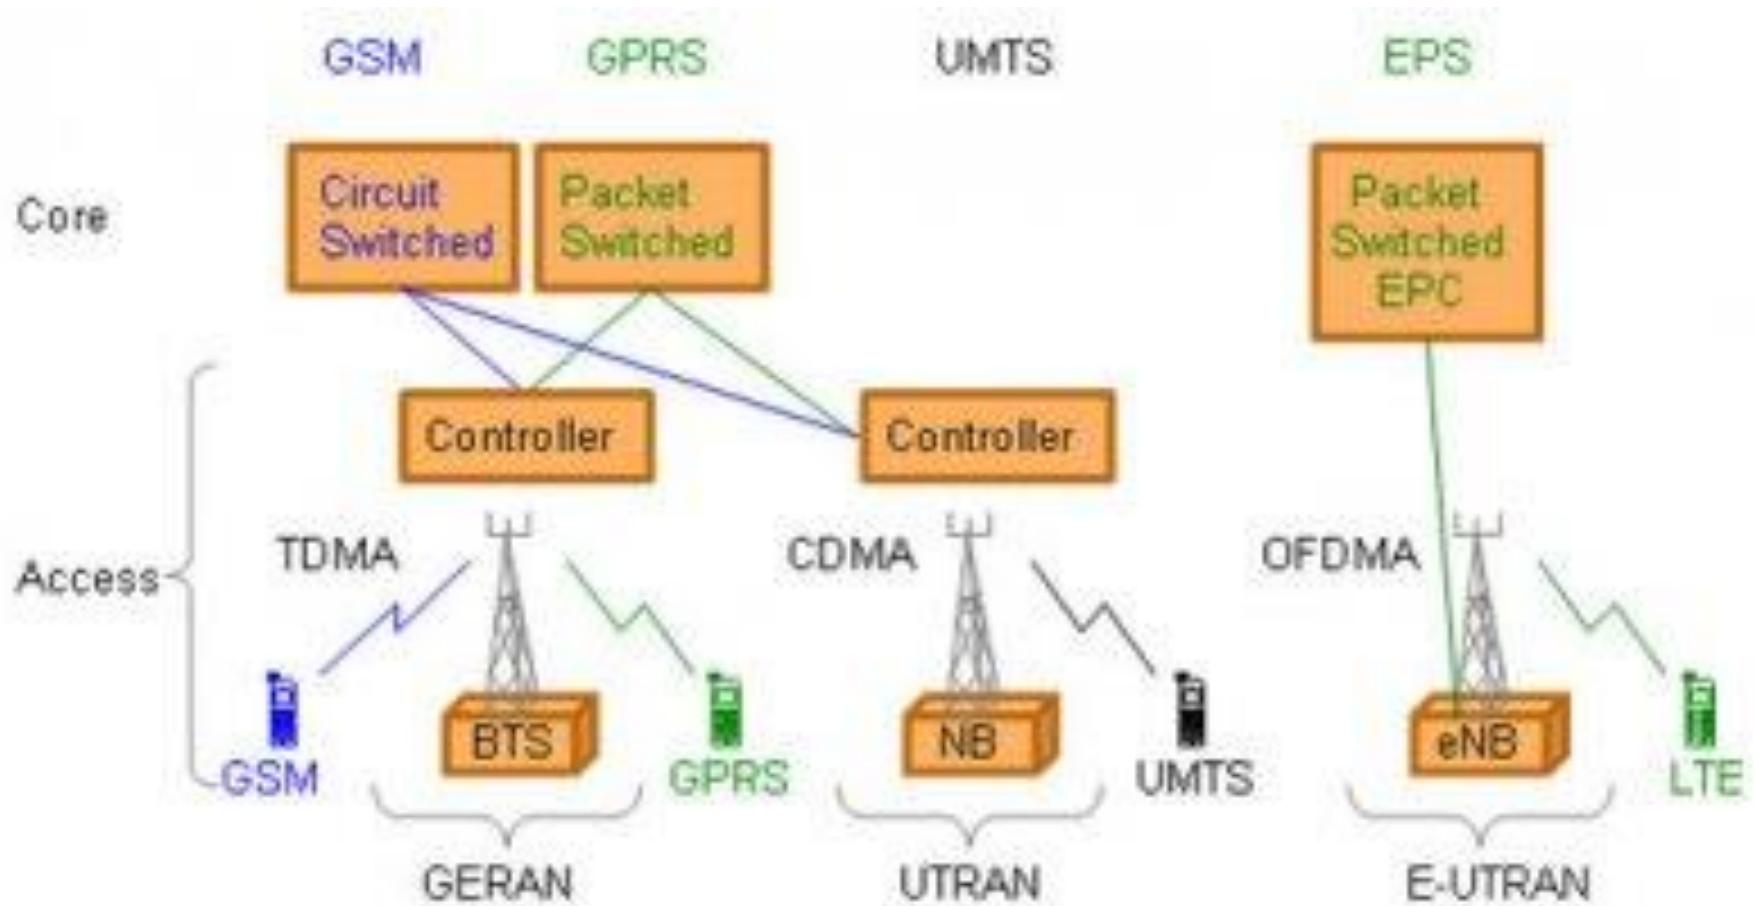 GSM GPRS UMTS EPS
Circuit
Switched
Packet
Switched
Packet
Switched
EPC
Core
Controller
Controller
Access
TDMA
CDMA
OFDMA
BTS
NB
eNB
GSM
GPRS
UMTS
LTE
GERAN
UTRAN
E-UTRAN